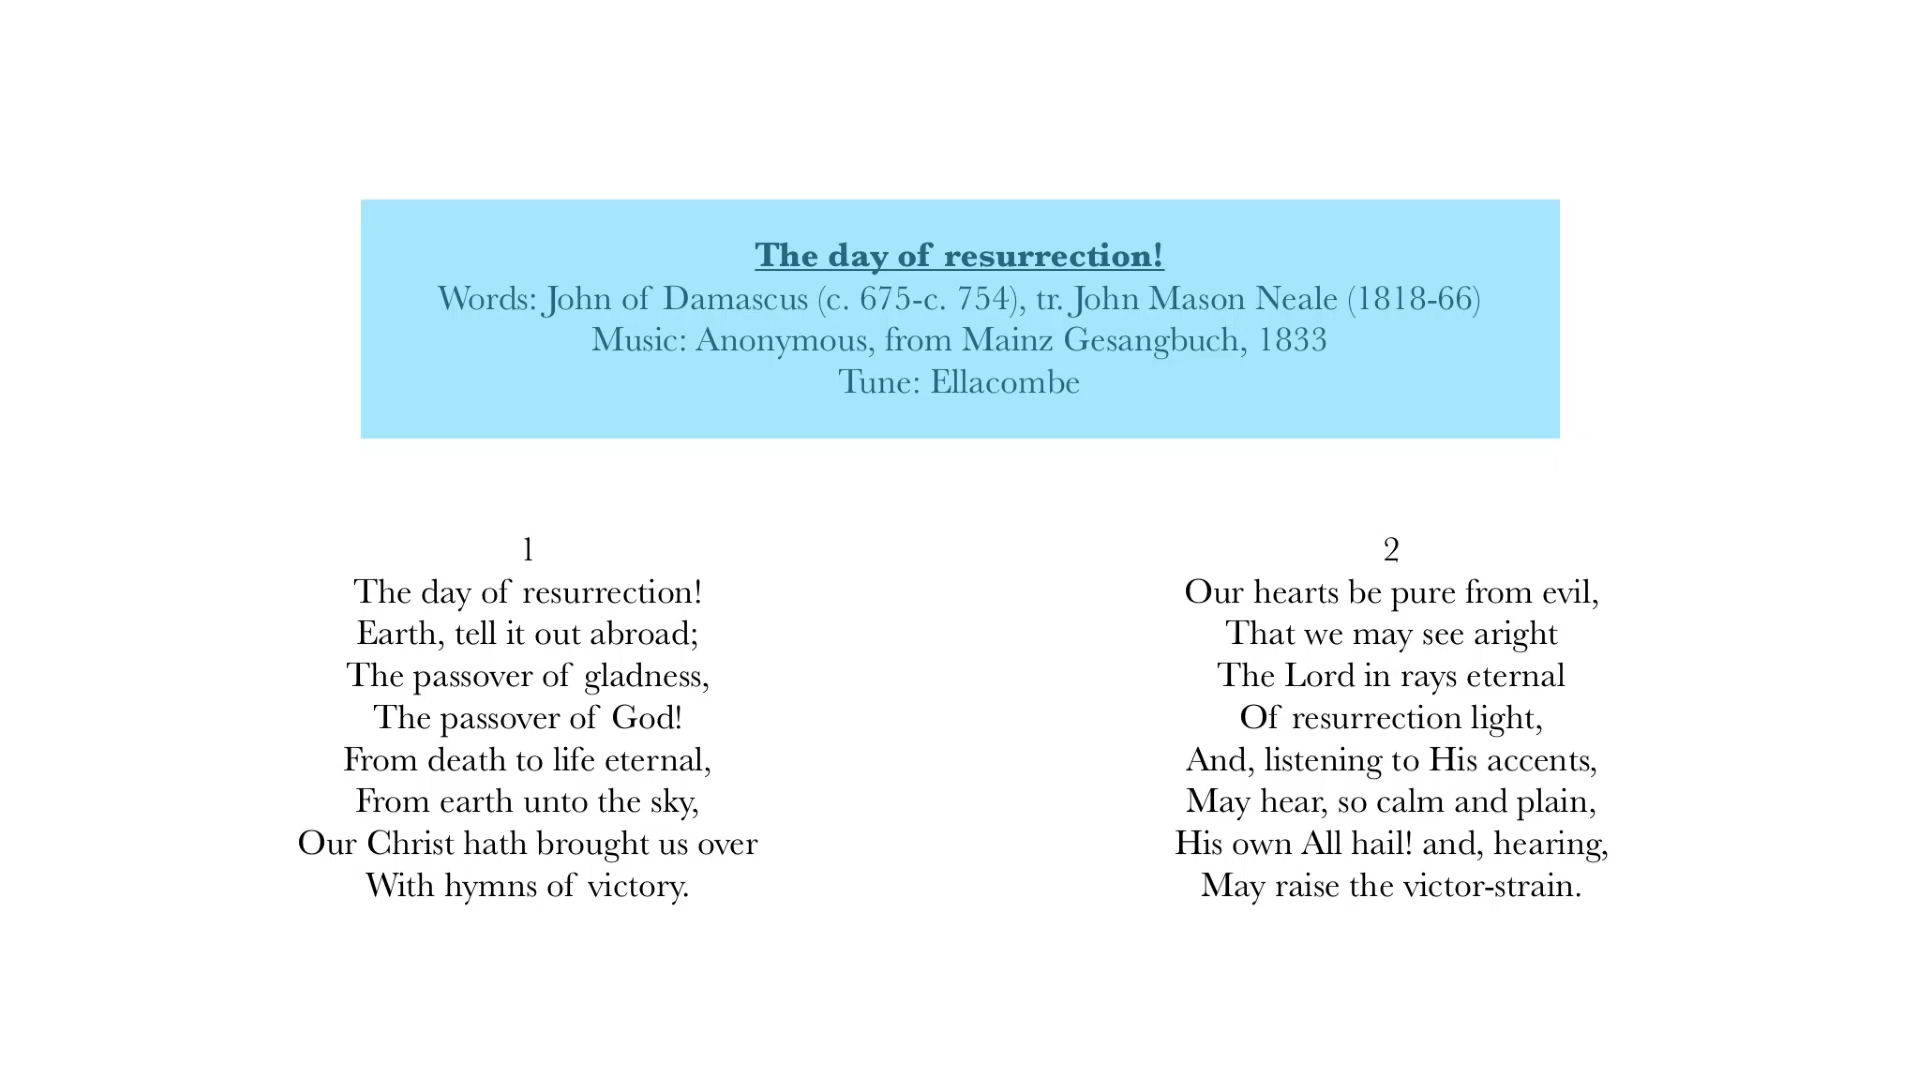 The day of resurrection!
Words: John of Damascus (c. 675-c. 754), tr. John Mason Neale (1818-66)
Music: Anonymous, from Mainz Gesangbuch, 1833
Tune: Ellacombe
1
The day of resurrection!
Earth, tell it out abroad;
The passover of gladness,
The passover of God!
From death to life eternal,
From earth unto the sky,
Our Christ hath brought us over
With hymns of victory.
2
Our hearts be pure from evil,
That we may see aright
The Lord in rays eternal
Of resurrection light,
And, listening to His accents,
May hear, so calm and plain,
His own All hail! and, hearing,
May raise the victor-strain.